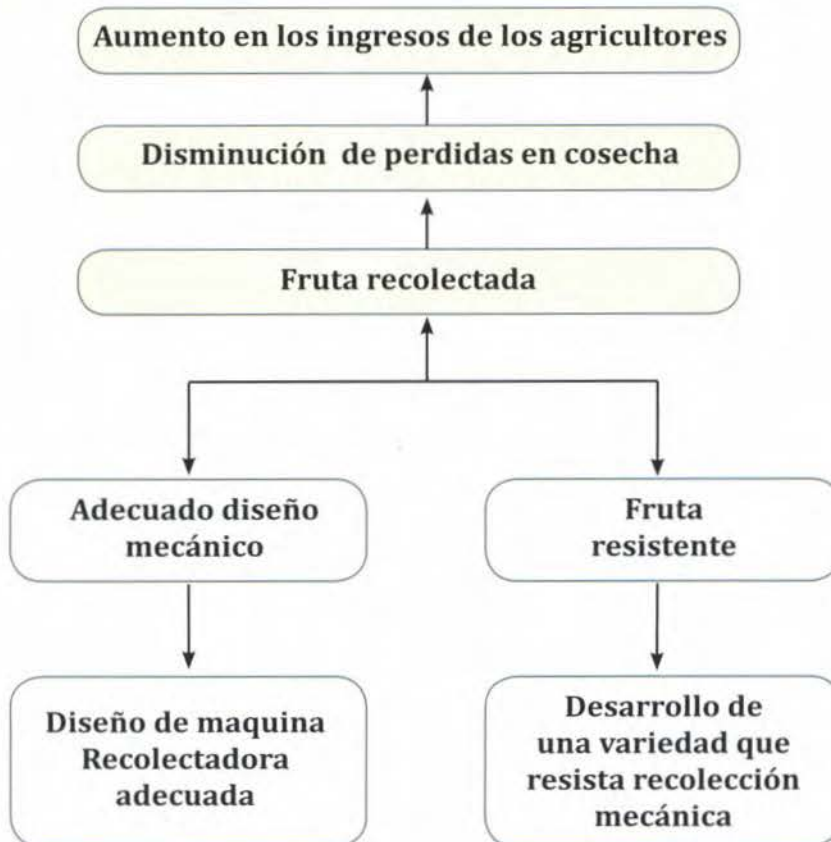 Aumento en los ingresos de los agricultores
Disminución de perdidas en cosecha
Fruta recolectada
Adecuado diseño
mecánico
Fruta
resistente
Diseño de maquina
Recolectadora
adecuada
Desarrollo de
una variedad que
resista recolección
mecánica